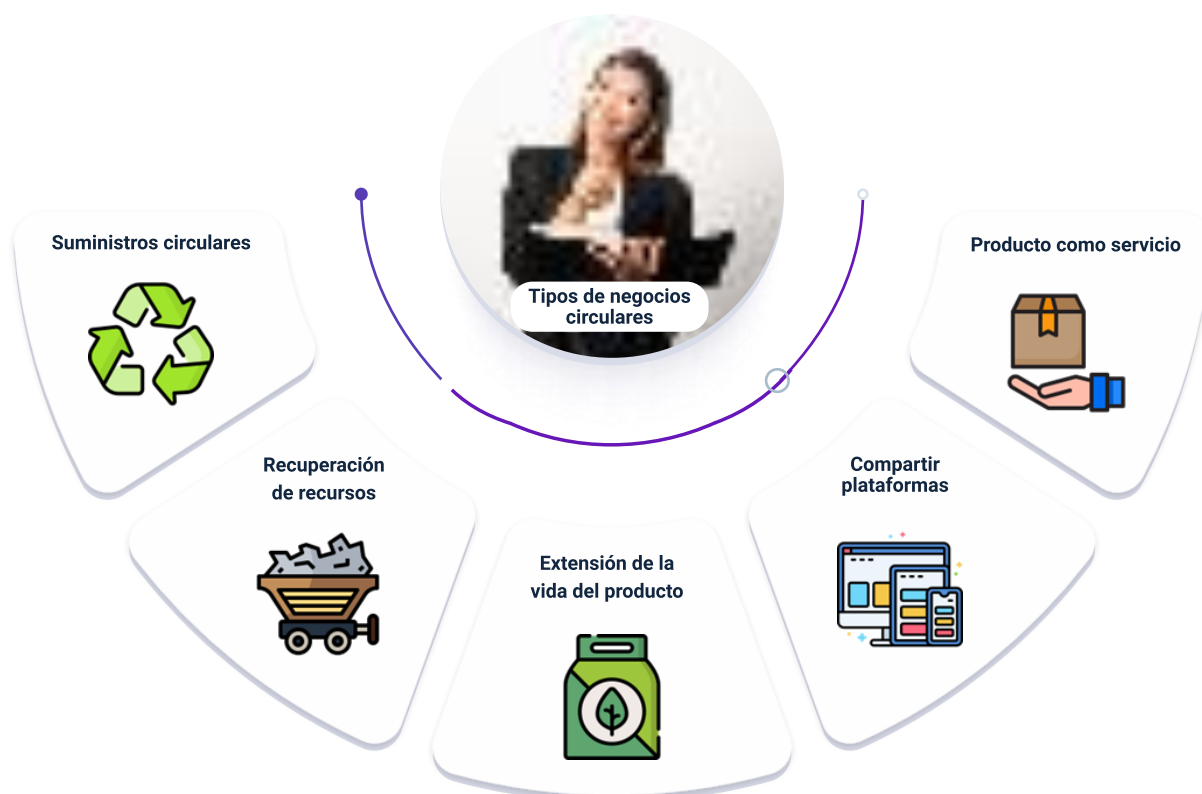 Tipos de negocios
circulares
Suministros circulares
Recuperación
de recursos
Extensión de la
vida del producto
Compartir
plataformas
Producto como servicio